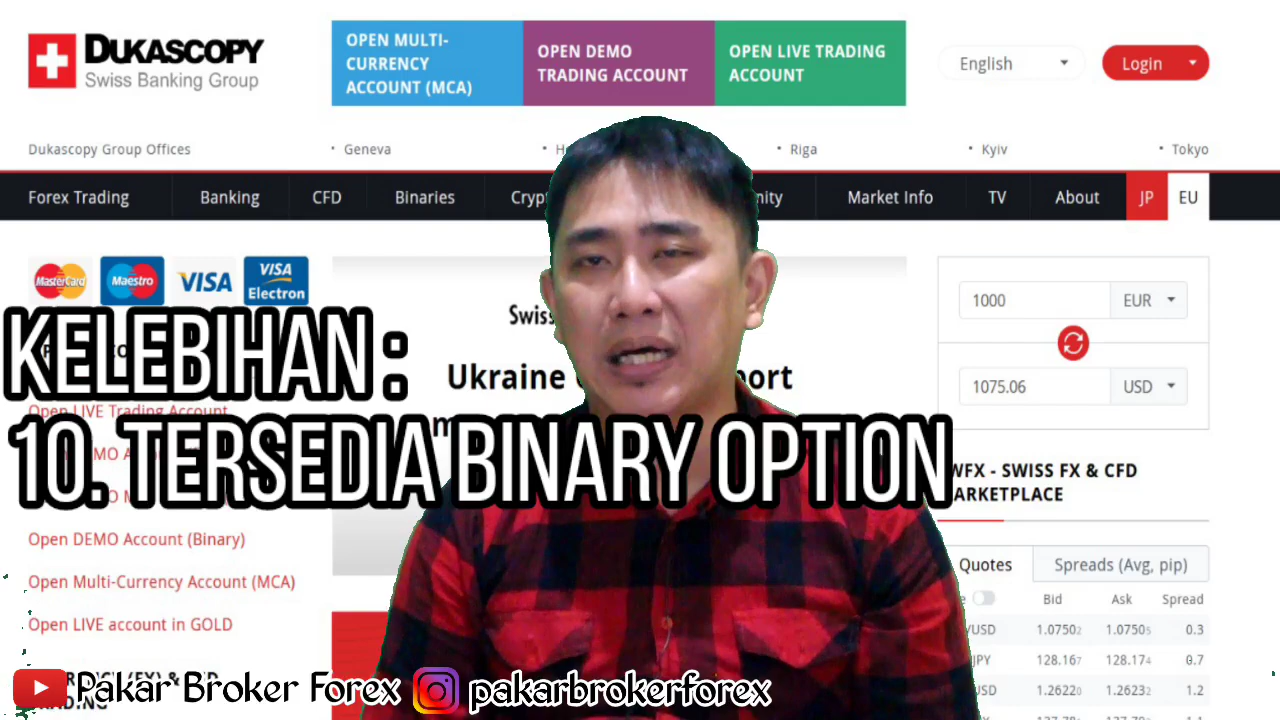 DUKASCOPY
Swiss Banking Group
OPEN MULTI-
CURRENCY
ACCOUNT (MCA)
OPEN DEMO
TRADING ACCOUNT
OPEN LIVE TRADING
ACCOUNT
English
Login
Dukascopy Group Offices
Geneva
Riga
Kyiv
Tokyo
Forex Trading
Banking
CFD
Binaries
Market Info
TV
About
JP
EU
MasterCard
Maestro
VISA
VISA
Electron
1000
EUR
1075.06
USD
Swiss
Ukraine
KELEBIHAN:
10. TERSEDIA BINARY OPTION
Open LIVE Trading Account
Open DEMO Account (Binary)
Open Multi-Currency Account (MCA)
Open LIVE account in GOLD
SWISS FX & CFD
MARKETPLACE
Quotes
Spreads (Avg, pip)
Bid
Ask
Spread
1.07502
1.07505
0.3
128.167
128.174
0.7
1.26220
1.26232
1.2
Pakar Broker Forex
pakarbrokerforex